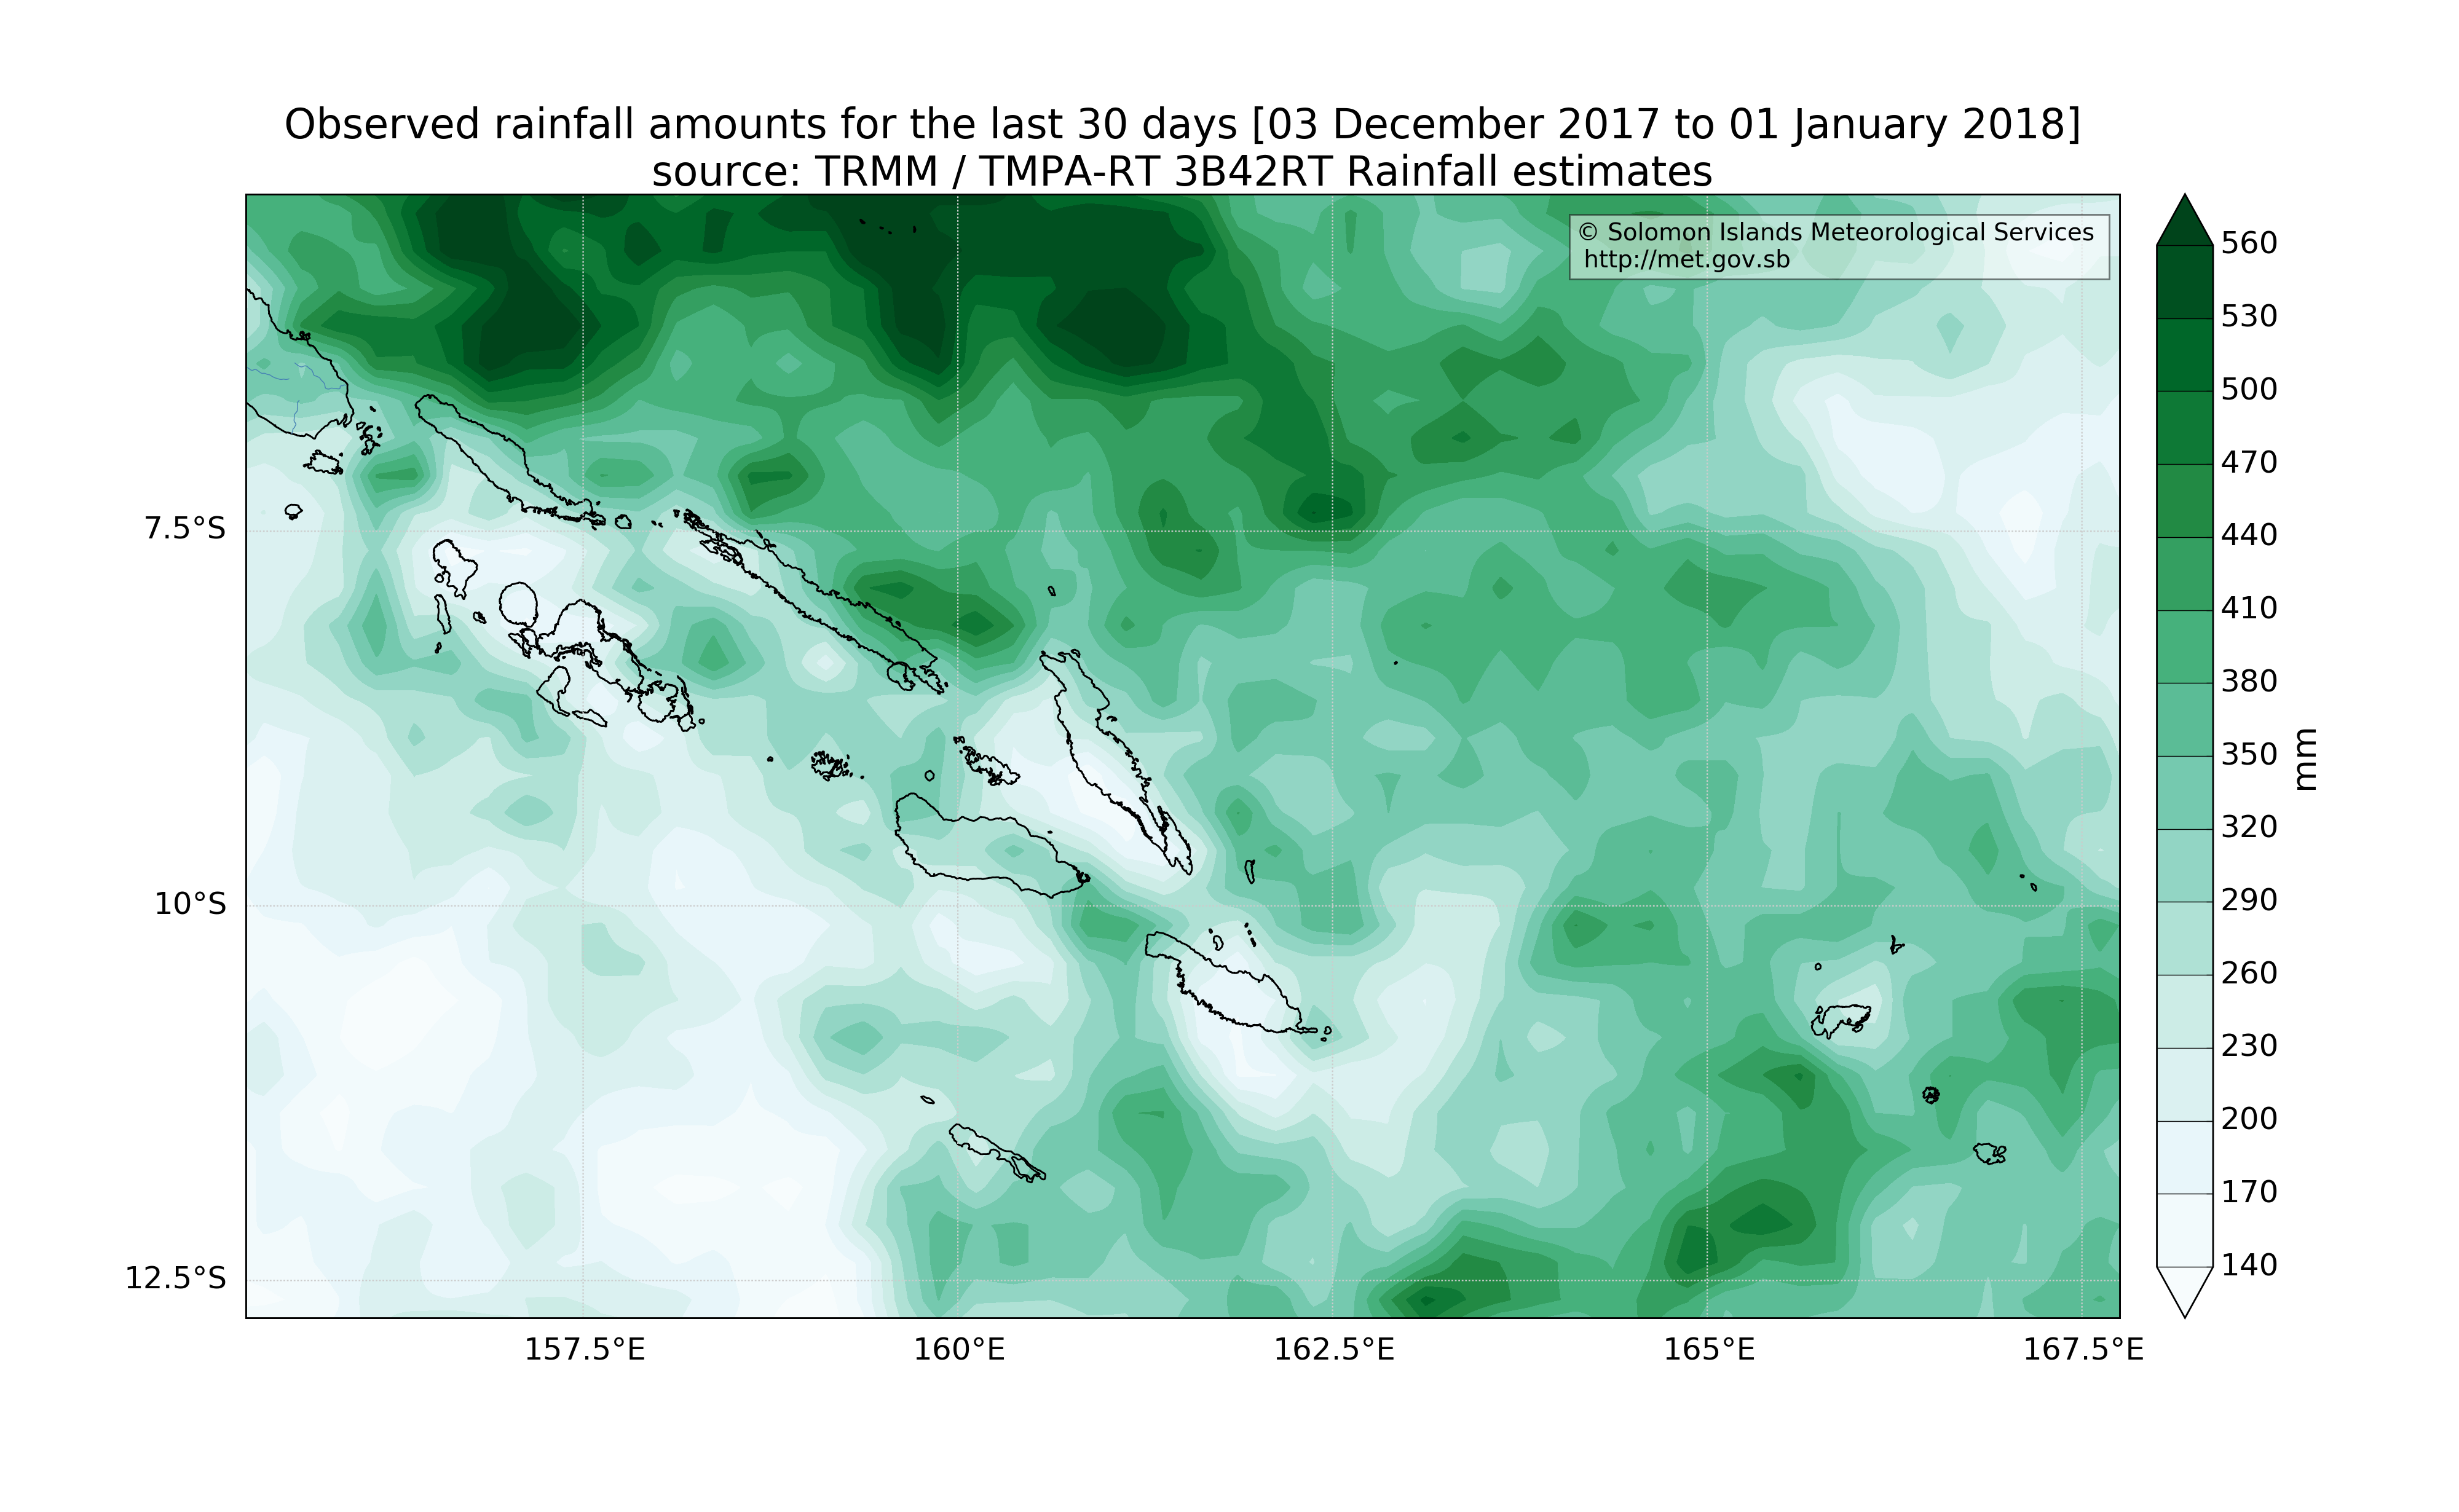 Observed rainfall amounts for the last 30 days [03 December 2017 to 01 January 2018]
source: TRMM / TMPA-RT 3B42RT Rainfall estimates
© Solomon Islands Meteorological Services
http://met.gov.sb
560
530
500
470
440
410
380
350
320
290
260
230
200
170
140
mm
7.5°S
10°S
12.5°S
157.5°E
160°E
162.5°E
165°E
167.5°E